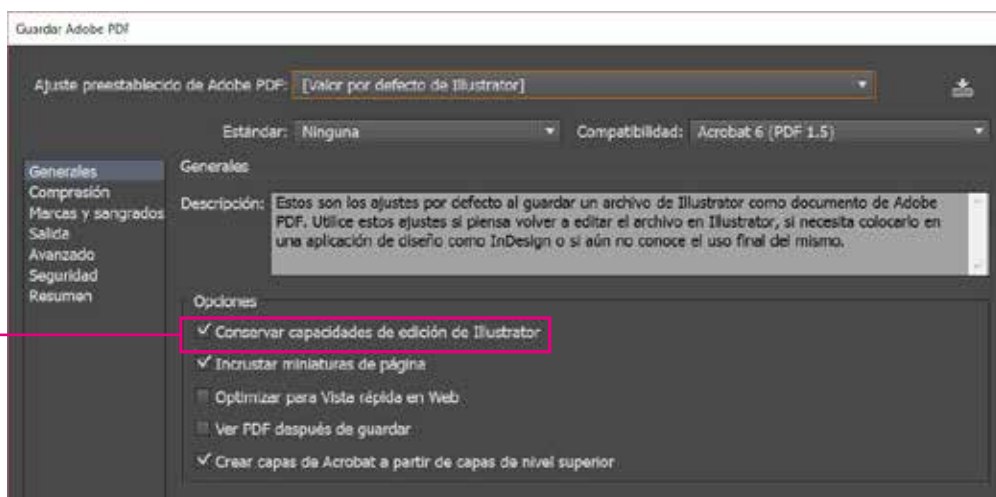 Guardar Adobe PDF
Ajuste preestablecido de Adobe PDF: [Valor por defecto de Illustrator]
Estándar: Ninguna Compatibilidad: Acrobat 6 (PDF 1.5)
Generales
Compresión
Marcas y sangrados
Salida
Avanzado
Seguridad
Resumen
Generales
Descripción: Estos son los ajustes por defecto al guardar un archivo de Illustrator como documento de Adobe
PDF. Utilice estos ajustes si piensa volver a editar el archivo en Illustrator, si necesita colocarlo en
una aplicación de diseño como InDesign o si aún no conoce el uso final del mismo.
Opciones
Conservar capacidades de edición de Illustrator
Incrustar miniaturas de página
Optimizar para Vista rápida en Web
Ver PDF después de guardar
Crear capas de Acrobat a partir de capas de nivel superior